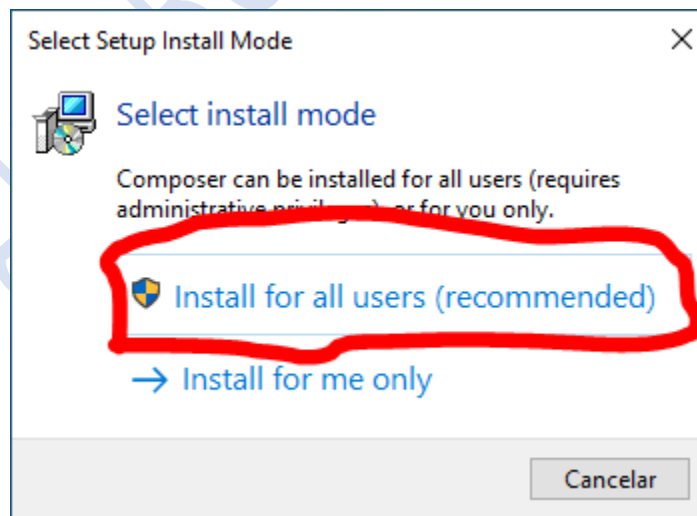 Select Setup Install Mode
Select install mode
Composer can be installed for all users (requires
administrative privileges), or for you only.
Install for all users (recommended)
Install for me only
Cancelar